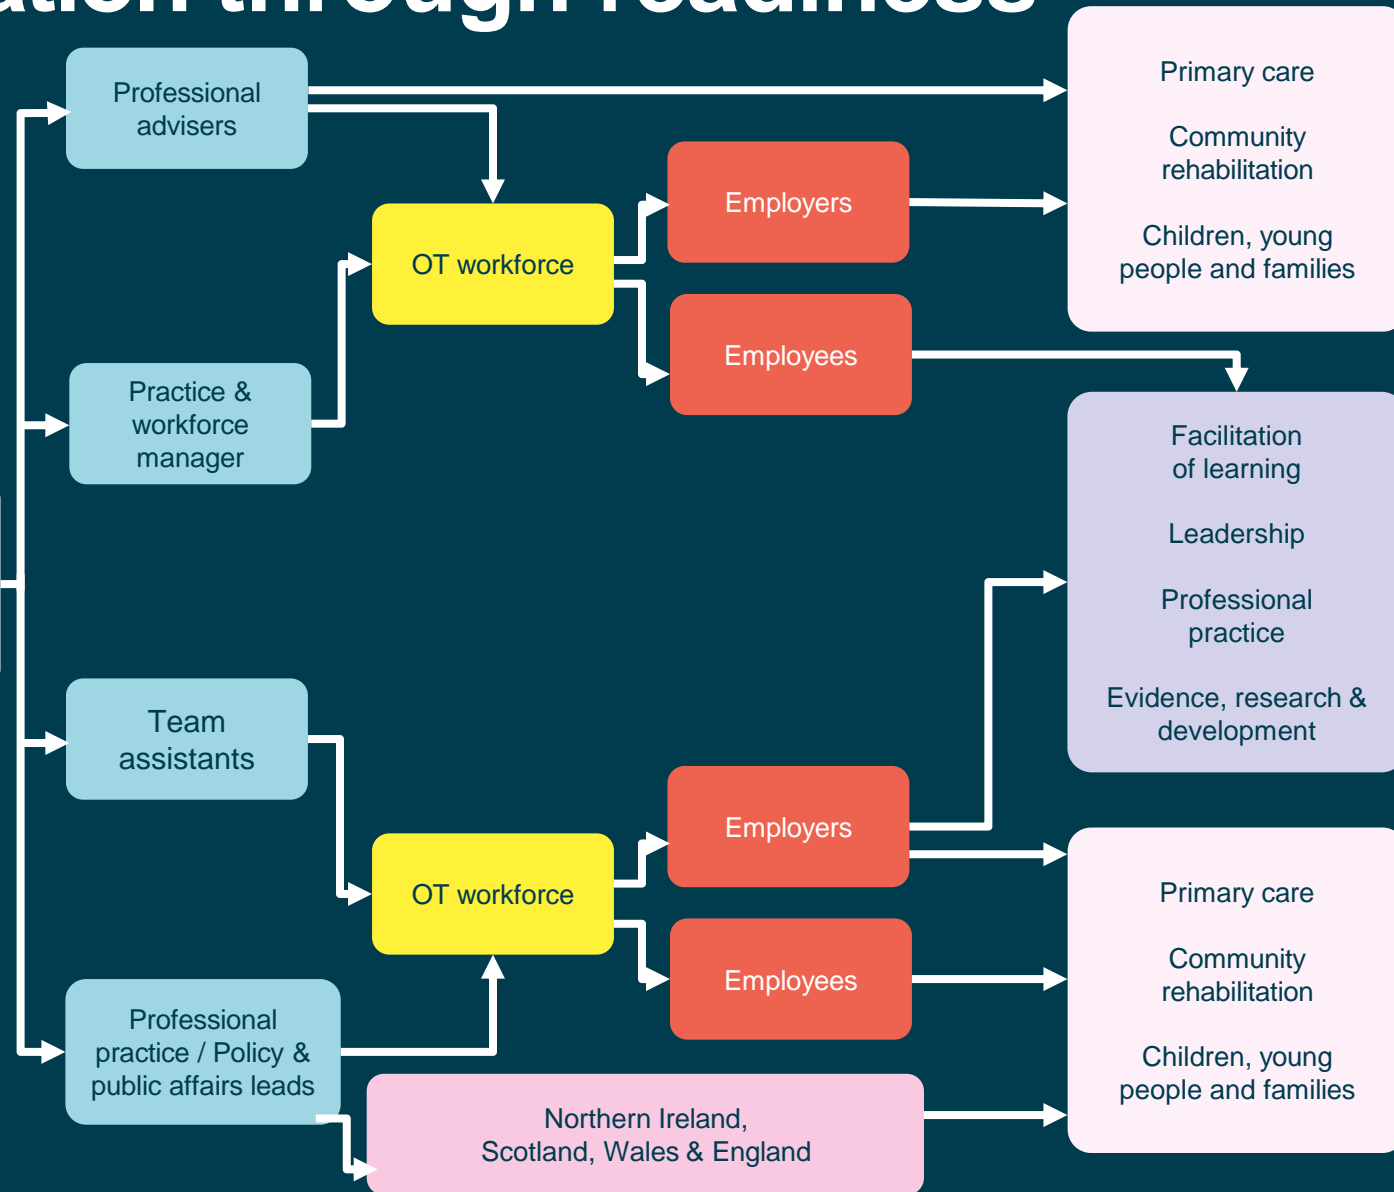 through readiness
Professional
advisers
Practice &
workforce
manager
Team
assistants
Professional
practice / Policy &
public affairs leads
OT workforce
OT workforce
Employers
Employees
Employers
Employees
Northern Ireland,
Scotland, Wales & England
Primary care
Community
rehabilitation
Children, young
people and families
Facilitation
of learning
Leadership
Professional
practice
Evidence, research &
development
Primary care
Community
rehabilitation
Children, young
people and families